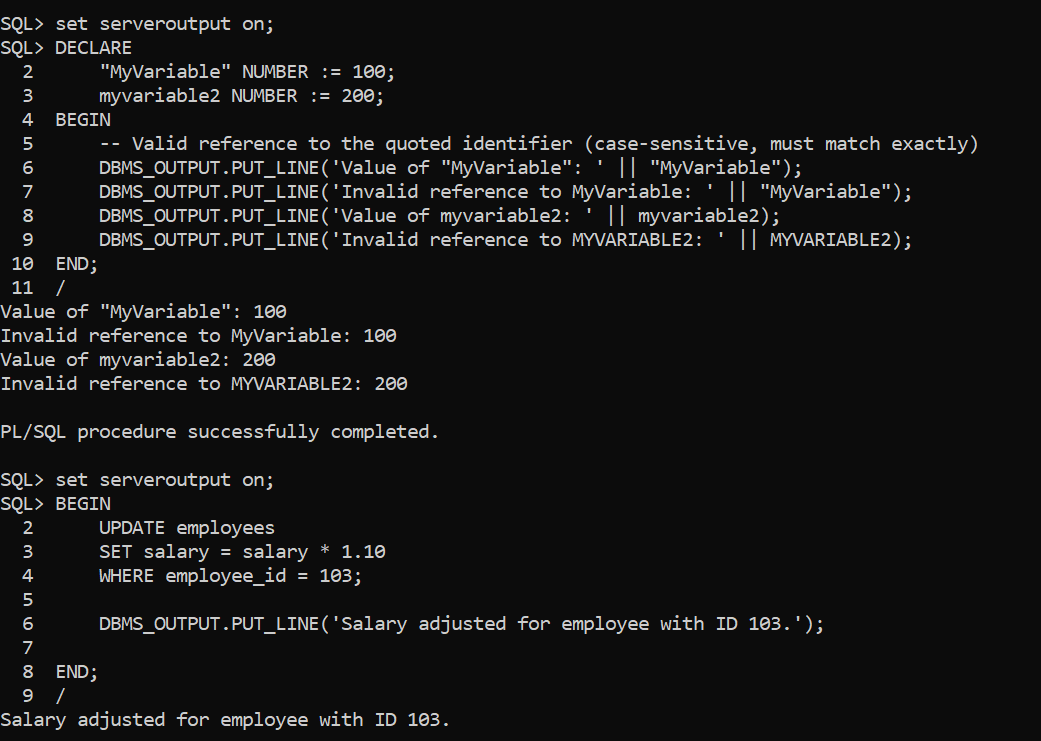 SQL> set serveroutput on;
SQL> DECLARE
  2      "MyVariable" NUMBER := 100;
  3      myvariable2 NUMBER := 200;
  4  BEGIN
  5      -- Valid reference to the quoted identifier (case-sensitive, must match exactly)
  6      DBMS_OUTPUT.PUT_LINE('Value of "MyVariable": ' || "MyVariable");
  7      DBMS_OUTPUT.PUT_LINE('Invalid reference to MyVariable: ' || "MyVariable");
  8      DBMS_OUTPUT.PUT_LINE('Value of myvariable2: ' || myvariable2);
  9      DBMS_OUTPUT.PUT_LINE('Invalid reference to MYVARIABLE2: ' || MYVARIABLE2);
 10  END;
 11  /
Value of "MyVariable": 100
Invalid reference to MyVariable: 100
Value of myvariable2: 200
Invalid reference to MYVARIABLE2: 200

PL/SQL procedure successfully completed.

SQL> set serveroutput on;
SQL> BEGIN
  2      UPDATE employees
  3      SET salary = salary * 1.10
  4      WHERE employee_id = 103;
  5
  6      DBMS_OUTPUT.PUT_LINE('Salary adjusted for employee with ID 103.');
  7
  8  END;
  9  /
Salary adjusted for employee with ID 103.